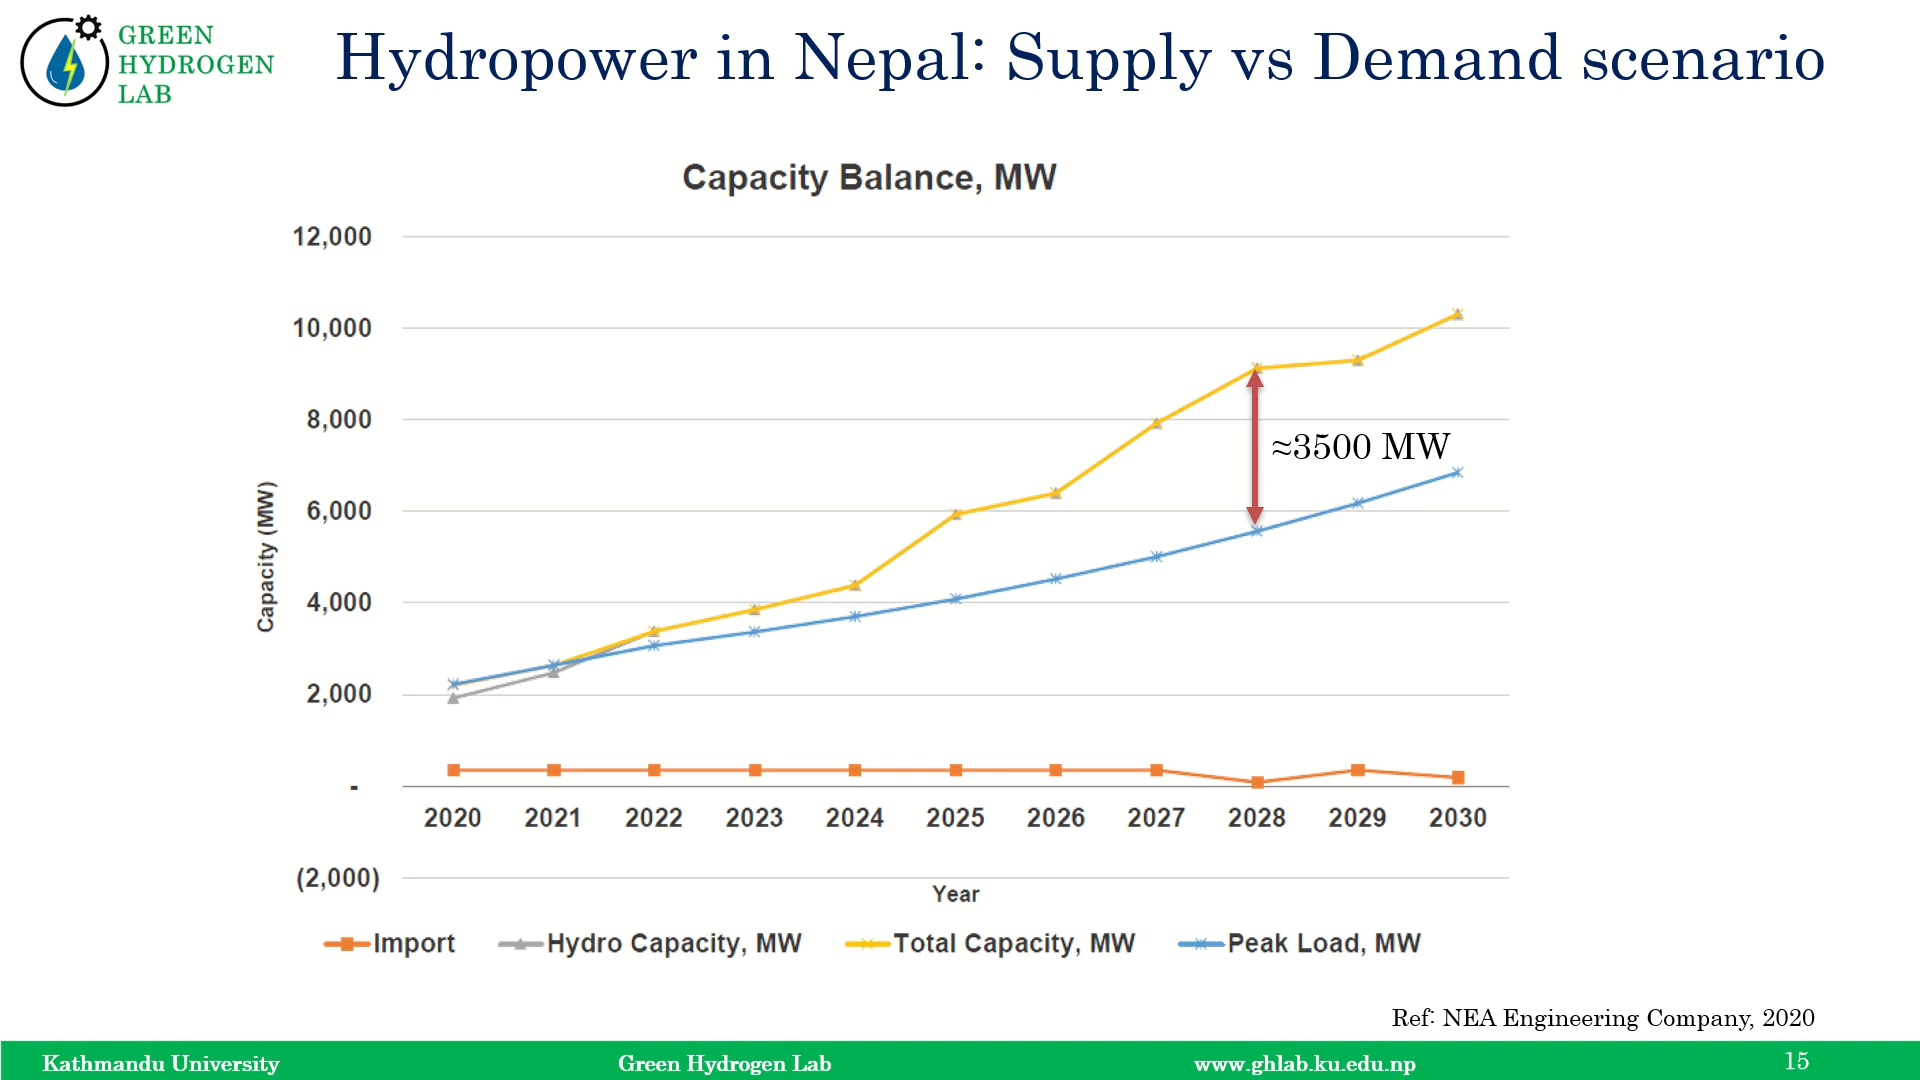 GREEN
HYDROGEN
LAB
Hydropower in Nepal: Supply vs Demand scenario
Capacity Balance, MW
12,000
10,000
8,000
6,000
4,000
2,000
-
(2,000)
Capacity (MW)
≈3500 MW
2020 2021 2022 2023 2024 2025 2026 2027 2028 2029 2030
Year
Import Hydro Capacity, MW Total Capacity, MW Peak Load, MW
Ref: NEA Engineering Company, 2020
Kathmandu University Green Hydrogen Lab www.ghlab.ku.edu.np 15